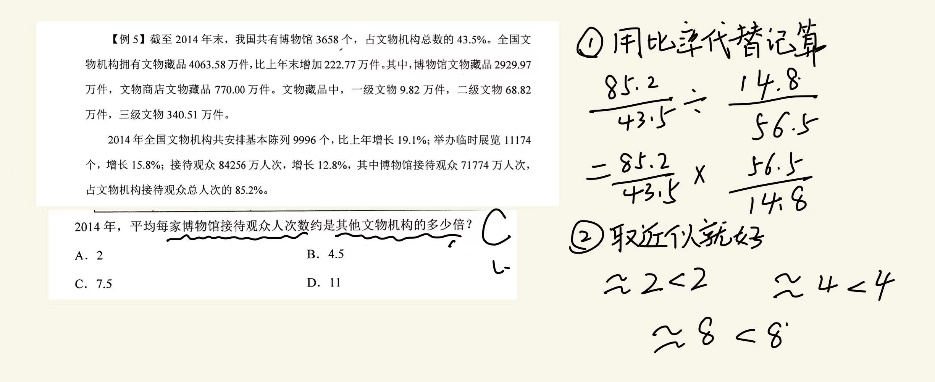 【例 5】截至 2014 年末，我国共有博物馆 3658 个，占文物机构总数的 43.5%。全国文
物机构拥有文物藏品 4063.58 万件，比上年末增加 222.77 万件。其中，博物馆文物藏品 2929.97
万件，文物商店文物藏品 770.00 万件。文物藏品中，一级文物 9.82 万件，二级文物 68.82
万件，三级文物 340.51 万件。
2014 年全国文物机构共安排基本陈列 9996 个，比上年增长 19.1%；举办临时展览 11174
个，增长 15.8%；接待观众 84256 万人次，增长 12.8%，其中博物馆接待观众 71774 万人次，
占文物机构接待观众总人次的 85.2%。
2014 年，平均每家博物馆接待观众人次数约是其他文物机构的多少倍？ C
A．2
B．4.5
C．7.5
D．11
①用比率代替记算
85.2 / 43.5 ÷ 14.8 / 56.5
= 85.2 / 43.5 × 56.5 / 14.8
②取近似就好
≈2<2 ≈4<4
≈8<8